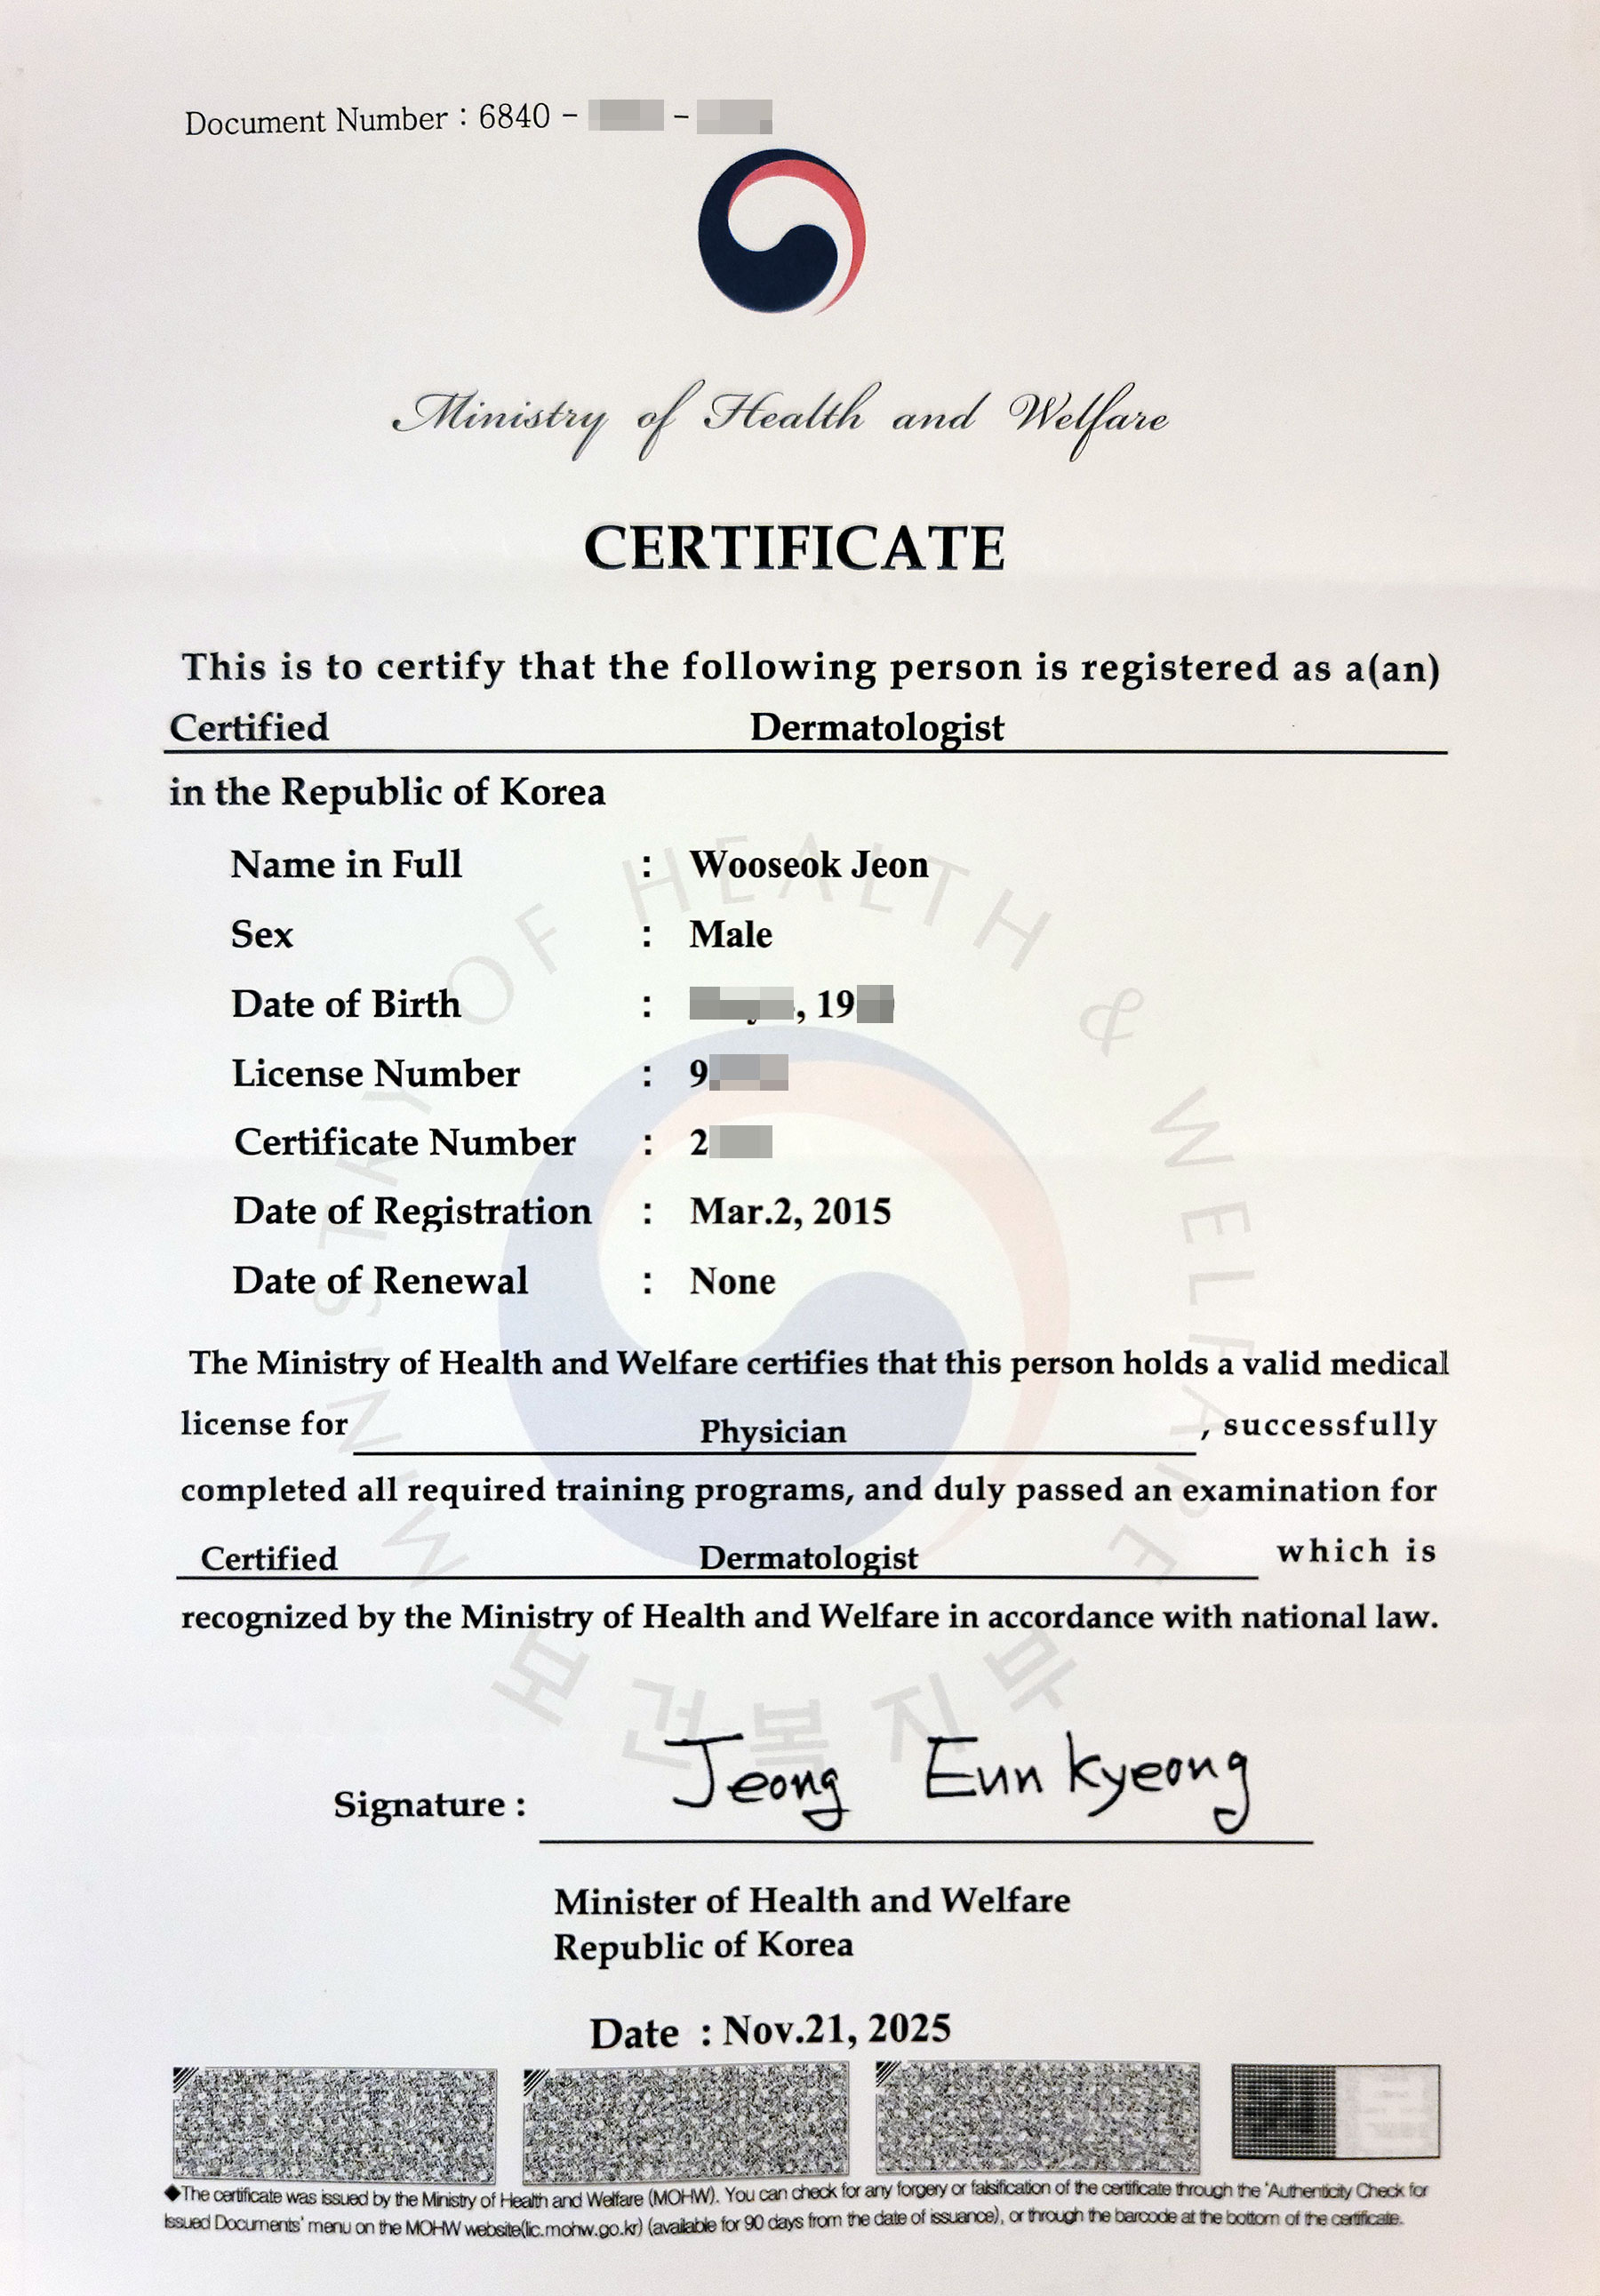 Document Number : 6840 - -
Ministry of Health and Welfare
CERTIFICATE
This is to certify that the following person is registered as a(an)
Certified Dermatologist
in the Republic of Korea
Name in Full : Wooseok Jeon
Sex : Male
Date of Birth : , 19
License Number : 9
Certificate Number : 2
Date of Registration : Mar.2, 2015
Date of Renewal : None
The Ministry of Health and Welfare certifies that this person holds a valid medical
license for Physician , successfully
completed all required training programs, and duly passed an examination for
Certified Dermatologist which is
recognized by the Ministry of Health and Welfare in accordance with national law.
MINISTRY OF HEALTH & WELFARE
보건복지부
Signature : Jeong Eun kyeong
Minister of Health and Welfare
Republic of Korea
Date : Nov.21, 2025
◆The certificate was issued by the Ministry of Health and Welfare (MOHW). You can check for any forgery or falsification of the certificate through the 'Authenticity Check for
Issued Documents' menu on the MOHW website(lic.mohw.go.kr) (available for 90 days from the date of issuance), or through the barcode at the bottom of the certificate.